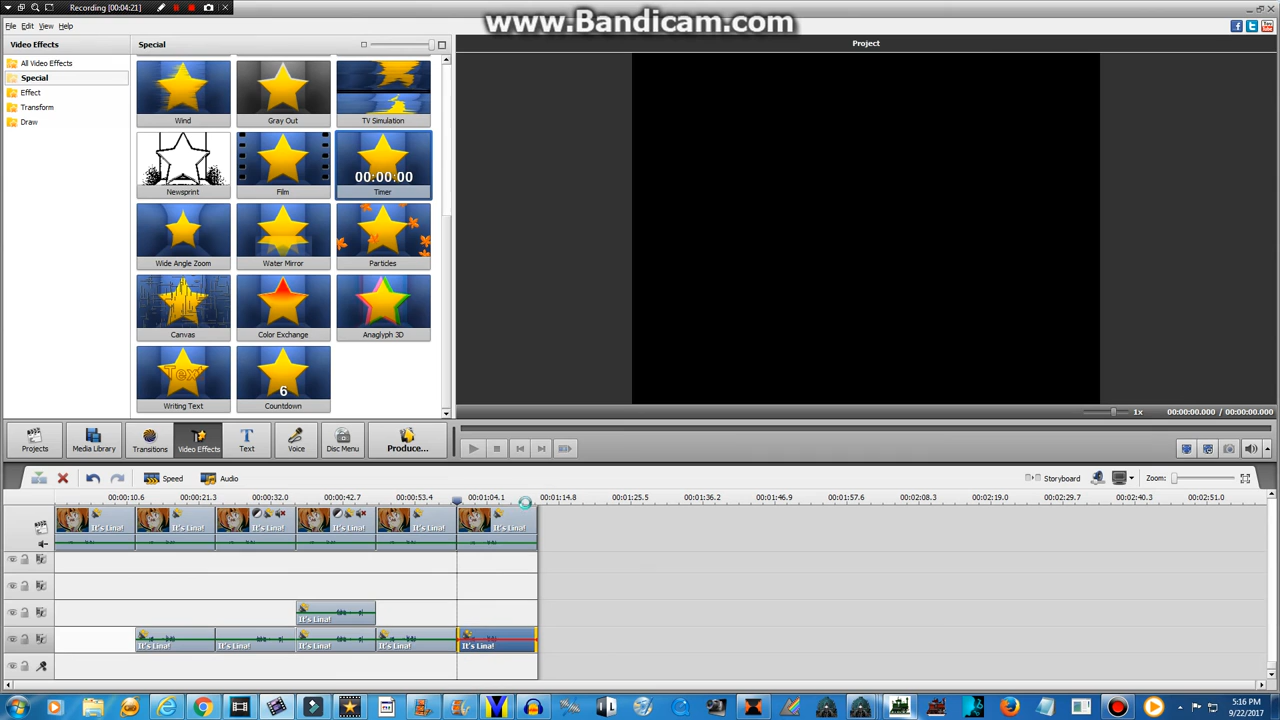 Recording [00:04:21]
www.Bandicam.com
File Edit View Help
Video Effects
Special
Project
All Video Effects
Special
Effect
Transform
Draw
Wind
Gray Out
TV Simulation
00:00:00
Newsprint
Film
Timer
Wide Angle Zoom
Water Mirror
Particles
Canvas
Color Exchange
Anaglyph 3D
Text
6
Writing Text
Countdown
1x
00:00:00.000 / 00:00:00.000
Projects
Media Library
Transitions
Video Effects
Text
Voice
Disc Menu
Produce...
Speed
Audio
Storyboard
Zoom:
00:00:10.6 00:00:21.3 00:00:32.0 00:00:42.7 00:00:53.4 00:01:04.1 00:01:14.8 00:01:25.5 00:01:36.2 00:01:46.9 00:01:57.6 00:02:08.3 00:02:19.0 00:02:29.7 00:02:40.3 00:02:51.0
It's Lina! It's Lina! It's Lina! It's Lina! It's Lina! It's Lina!
It's Lina!
It's Lina! It's Lina! It's Lina! It's Lina! It's Lina!
5:16 PM
9/22/2017